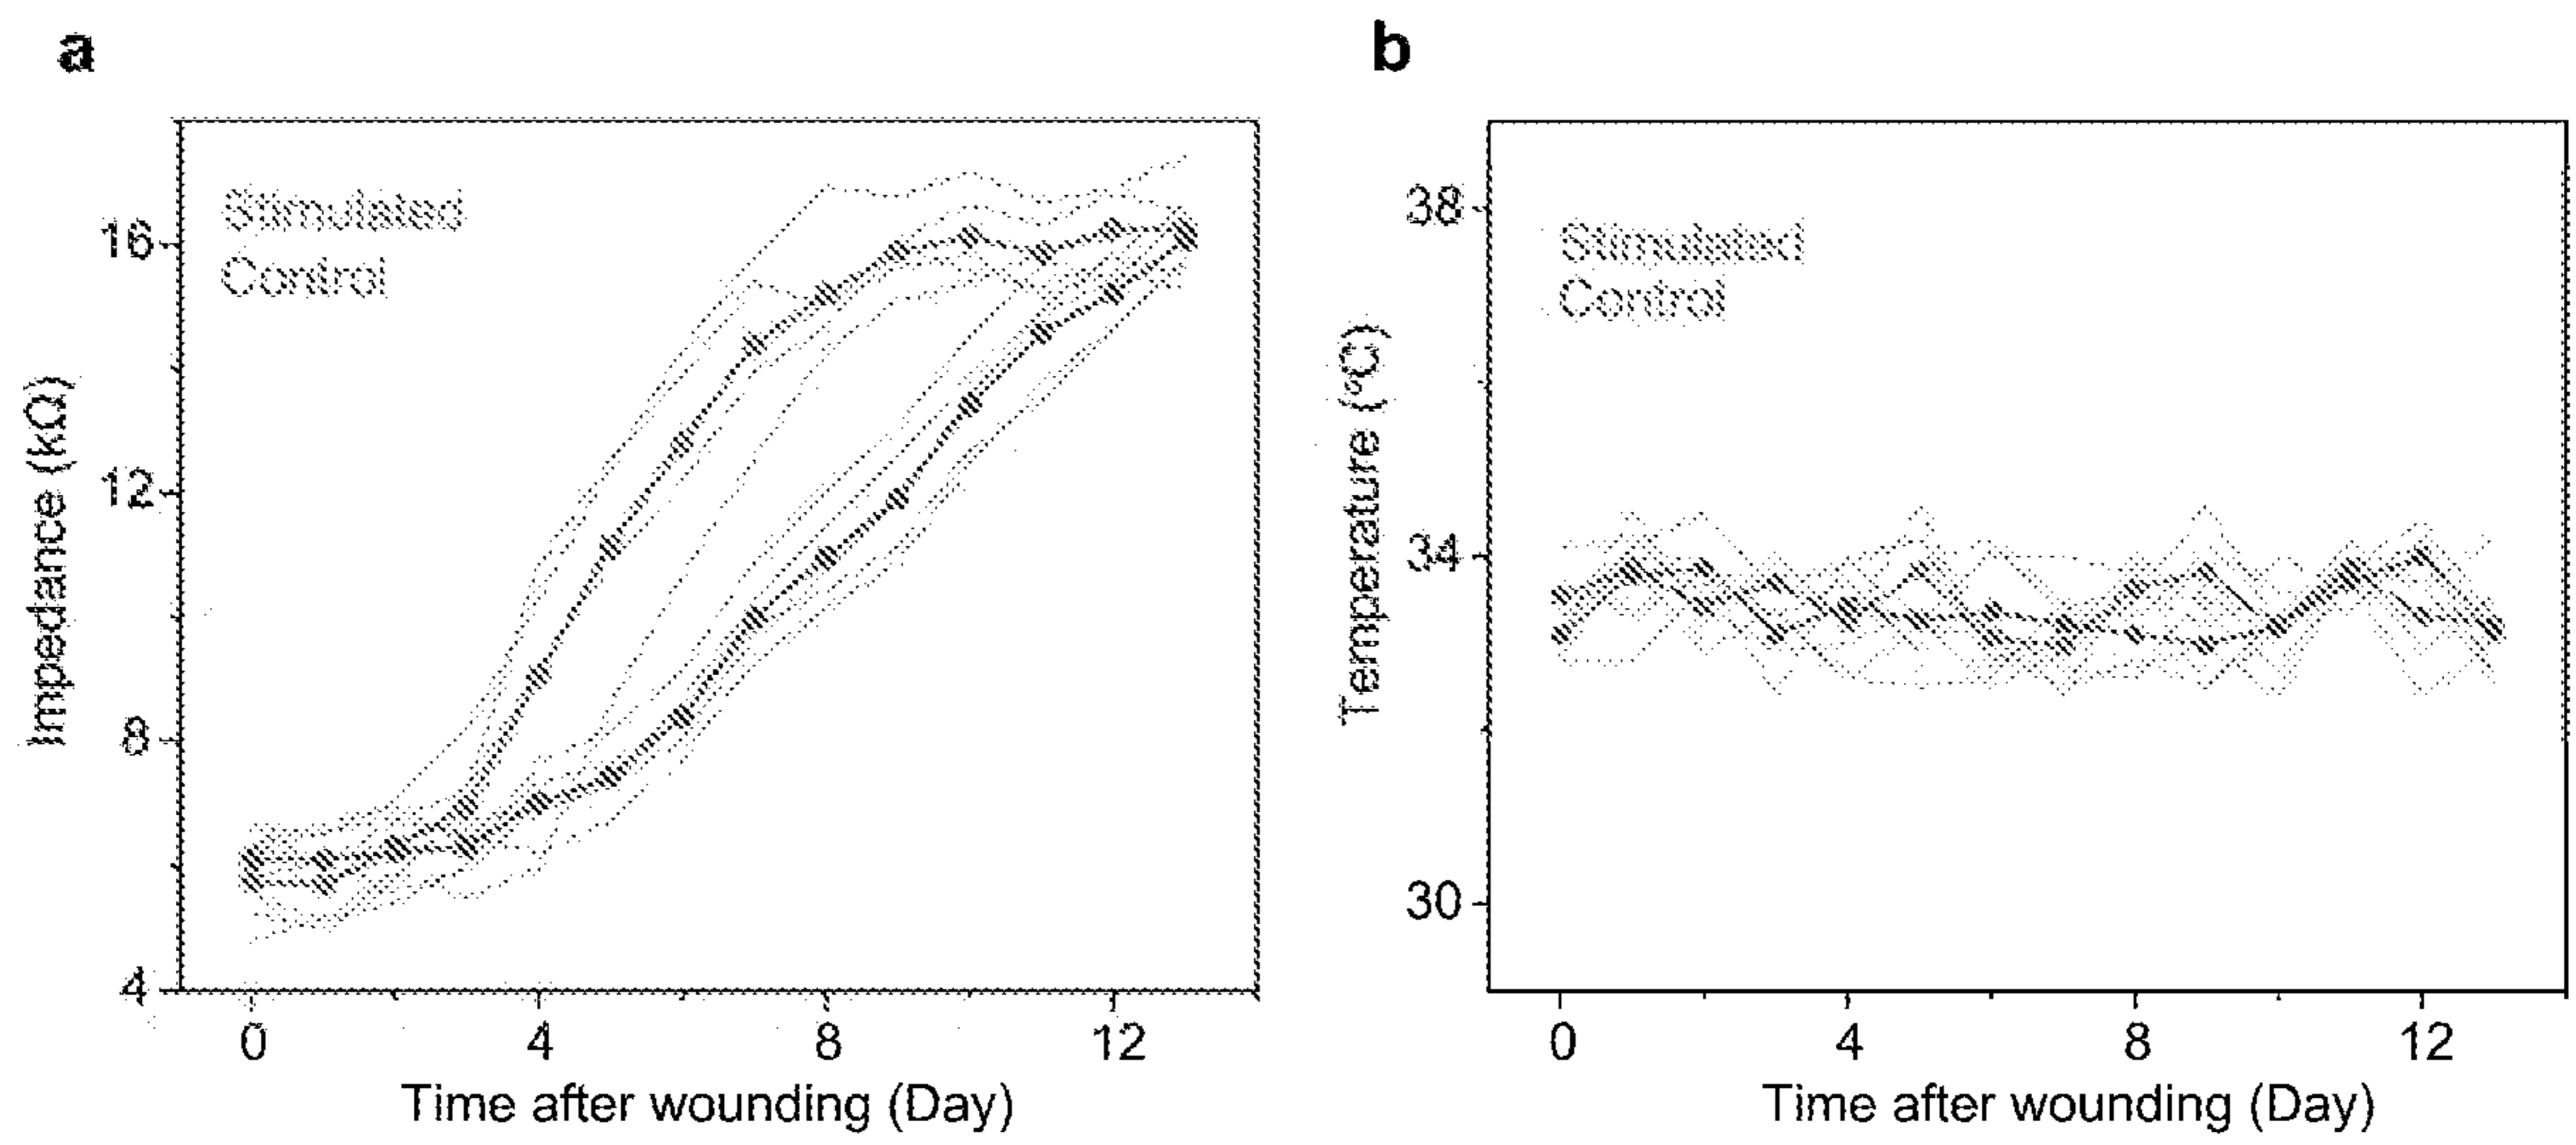 a
Stimulated
Control
16
12
8
4
Impedance (kΩ)
0 4 8 12
Time after wounding (Day)
b
Stimulated
Control
38
34
30
Temperature (°C)
0 4 8 12
Time after wounding (Day)